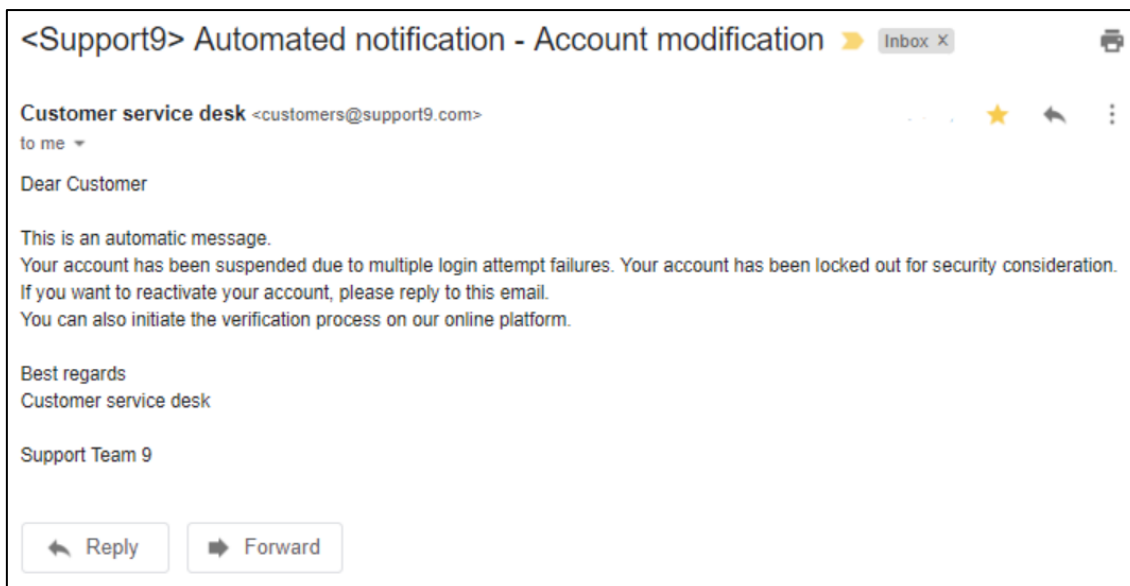 <Support9> Automated notification - Account modification
Inbox X
Customer service desk <customers@support9.com>
to me
Dear Customer
This is an automatic message.
Your account has been suspended due to multiple login attempt failures. Your account has been locked out for security consideration.
If you want to reactivate your account, please reply to this email.
You can also initiate the verification process on our online platform.
Best regards
Customer service desk
Support Team 9
Reply
Forward